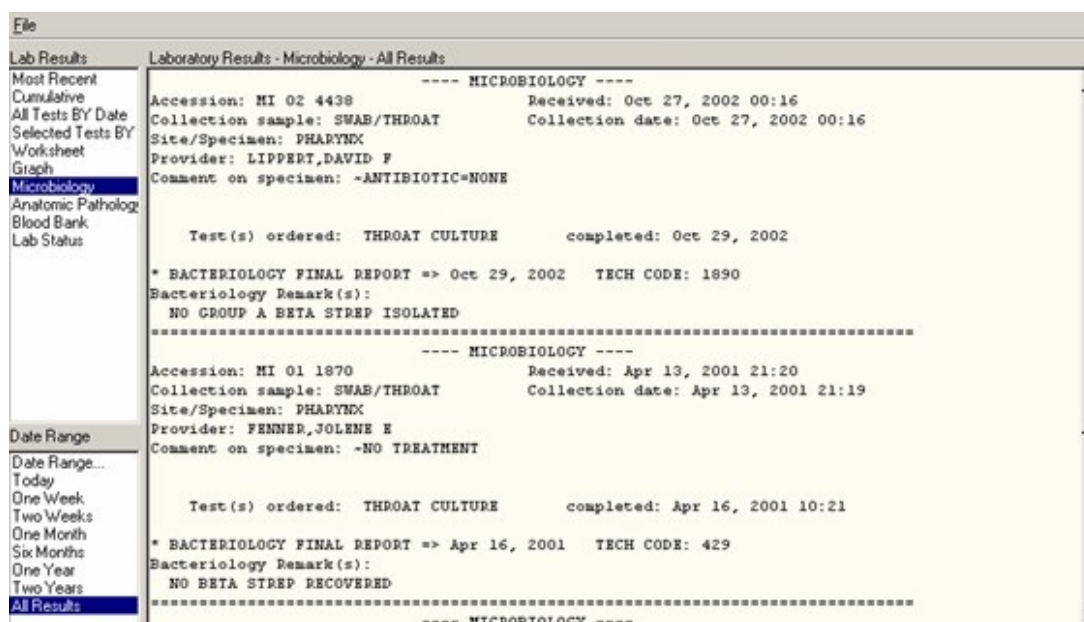 File
Lab Results
Most Recent
Cumulative
All Tests BY Date
Selected Tests BY
Worksheet
Graph
Microbiology
Anatomic Patholog
Blood Bank
Lab Status
Date Range
Date Range...
Today
One Week
Two Weeks
One Month
Six Months
One Year
Two Years
All Results
Laboratory Results - Microbiology - All Results
---- MICROBIOLOGY ----
Accession: MI 02 4438 Received: Oct 27, 2002 00:16
Collection sample: SWAB/THROAT Collection date: Oct 27, 2002 00:16
Site/Specimen: PHARYNX
Provider: LIPPERT,DAVID F
Comment on specimen: ~ANTIBIOTIC=NONE
Test(s) ordered: THROAT CULTURE completed: Oct 29, 2002
* BACTERIOLOGY FINAL REPORT => Oct 29, 2002 TECH CODE: 1890
Bacteriology Remark(s):
NO GROUP A BETA STREP ISOLATED
===============================================================================
---- MICROBIOLOGY ----
Accession: MI 01 1870 Received: Apr 13, 2001 21:20
Collection sample: SWAB/THROAT Collection date: Apr 13, 2001 21:19
Site/Specimen: PHARYNX
Provider: FENNER,JOLENE E
Comment on specimen: ~NO TREATMENT
Test(s) ordered: THROAT CULTURE completed: Apr 16, 2001 10:21
* BACTERIOLOGY FINAL REPORT => Apr 16, 2001 TECH CODE: 429
Bacteriology Remark(s):
NO BETA STREP RECOVERED
===============================================================================
---- MICROBIOLOGY ----